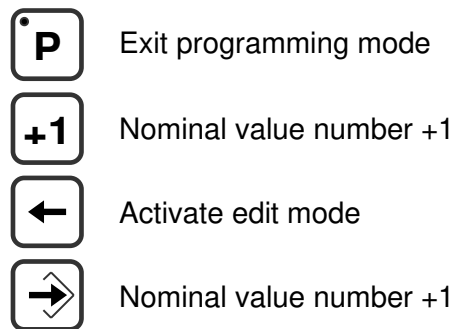 P Exit programming mode
+1 Nominal value number +1
Activate edit mode
Nominal value number +1